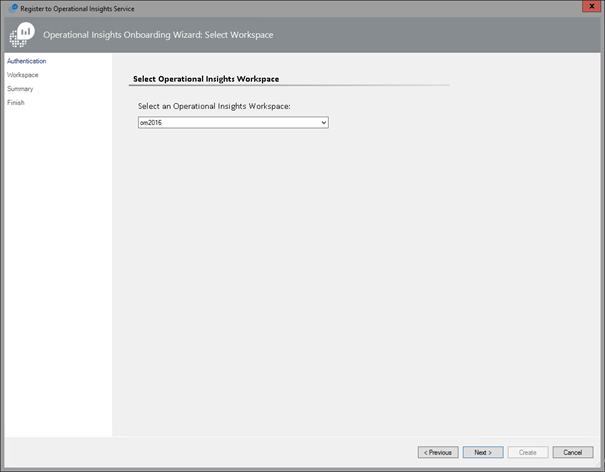 Register to Operational Insights Service
x
Operational Insights Onboarding Wizard: Select Workspace
Authentication
Workspace
Summary
Finish
Select Operational Insights Workspace
Select an Operational Insights Workspace:
om2016
< Previous
Next >
Create
Cancel